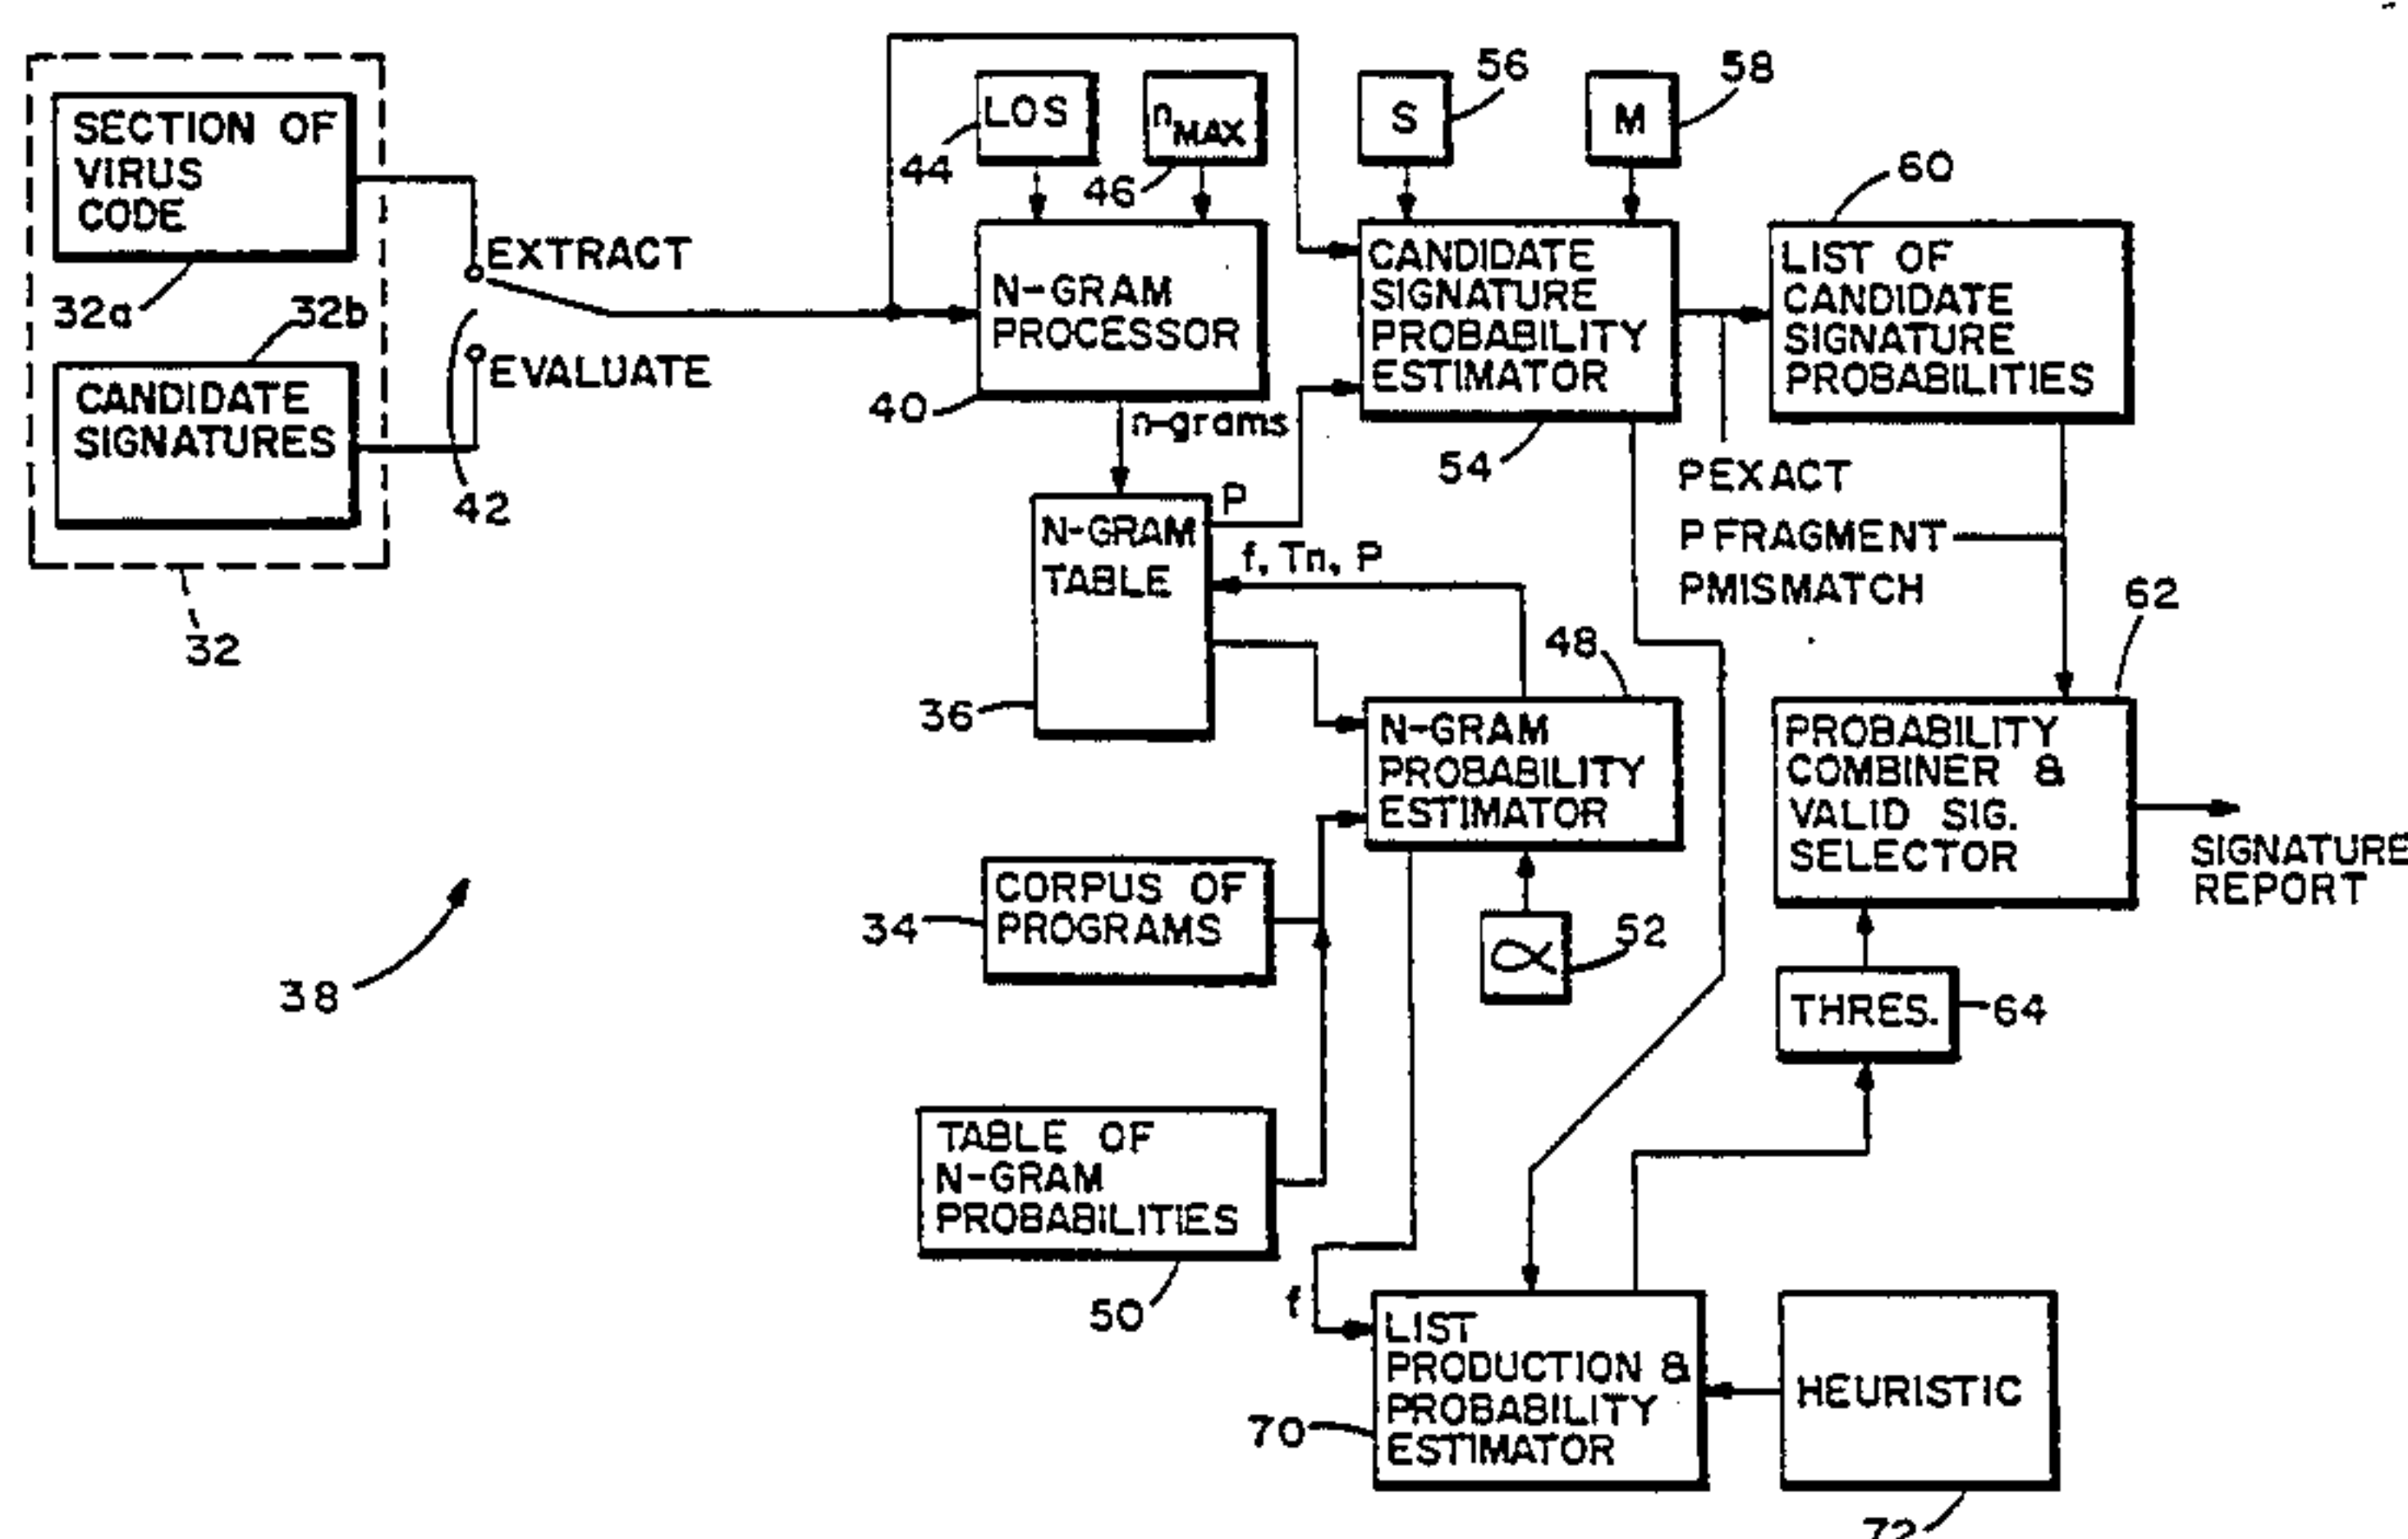 SECTION OF
VIRUS
CODE
32a
32b
CANDIDATE
SIGNATURES
32
EXTRACT
EVALUATE
42
38
LOS
44
nMAX
46
N-GRAM
PROCESSOR
40
n-grams
S
56
M
58
CANDIDATE
SIGNATURE
PROBABILITY
ESTIMATOR
54
60
LIST OF
CANDIDATE
SIGNATURE
PROBABILITIES
PEXACT
P FRAGMENT
PMISMATCH
N-GRAM
TABLE
36
P
f, Tn, P
48
N-GRAM
PROBABILITY
ESTIMATOR
62
PROBABILITY
COMBINER &
VALID SIG.
SELECTOR
SIGNATURE
REPORT
CORPUS OF
PROGRAMS
34
α
52
THRES.
64
TABLE OF
N-GRAM
PROBABILITIES
50
f
LIST
PRODUCTION &
PROBABILITY
ESTIMATOR
70
HEURISTIC
72